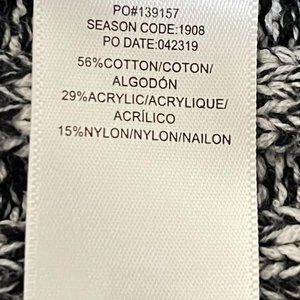 PO#139157
SEASON CODE:1908
PO DATE:042319
56%COTTON/COTON/
ALGODÓN
29%ACRYLIC/ACRYLIQUE/
ACRÍLICO
15%NYLON/NYLON/NAILON